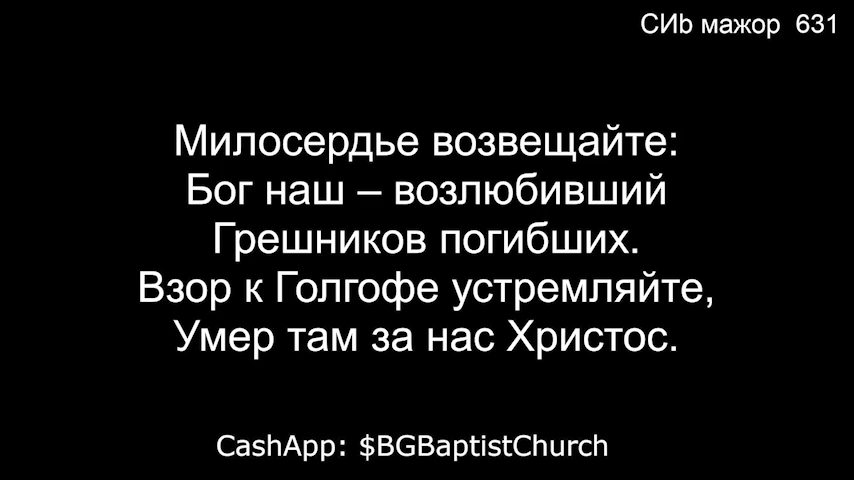 СИb мажор 631
Милосердье возвещайте:
Бог наш – возлюбивший
Грешников погибших.
Взор к Голгофе устремляйте,
Умер там за нас Христос.
CashApp: $BGBaptistChurch